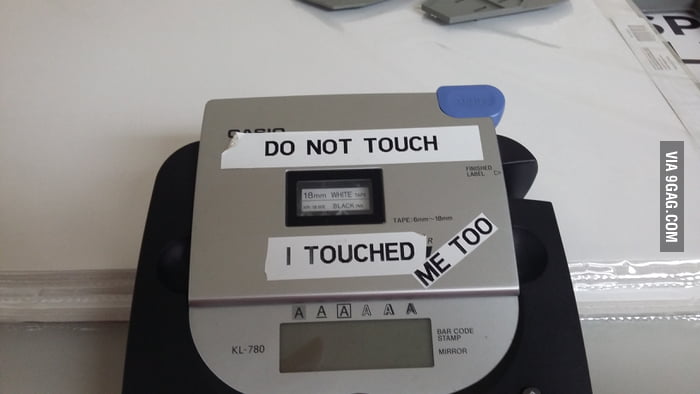 CASIO
DO NOT TOUCH
FINISHED
LABEL
18mm WHITE TAPE
BLACK INK
TAPE: 6mm~18mm
I TOUCHED
ME TOO
A A A A A A
KL-780
BAR CODE
STAMP
MIRROR
VIA 9GAG.COM